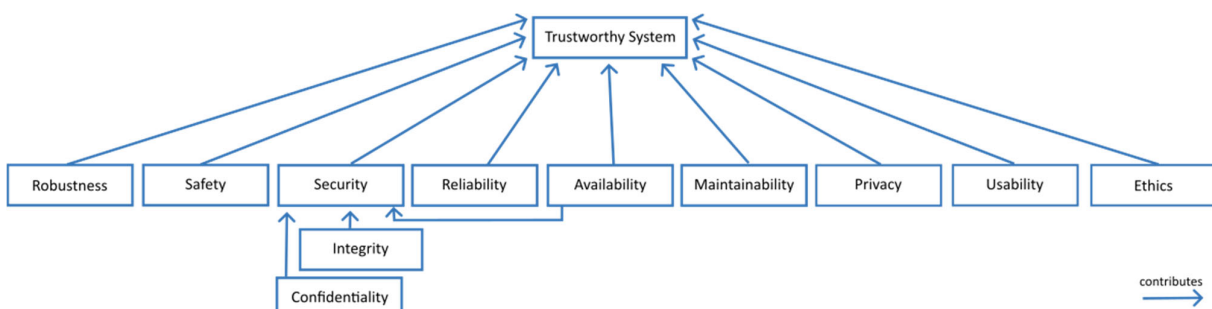 Trustworthy System
Robustness
Safety
Security
Reliability
Availability
Maintainability
Privacy
Usability
Ethics
Integrity
Confidentiality
contributes